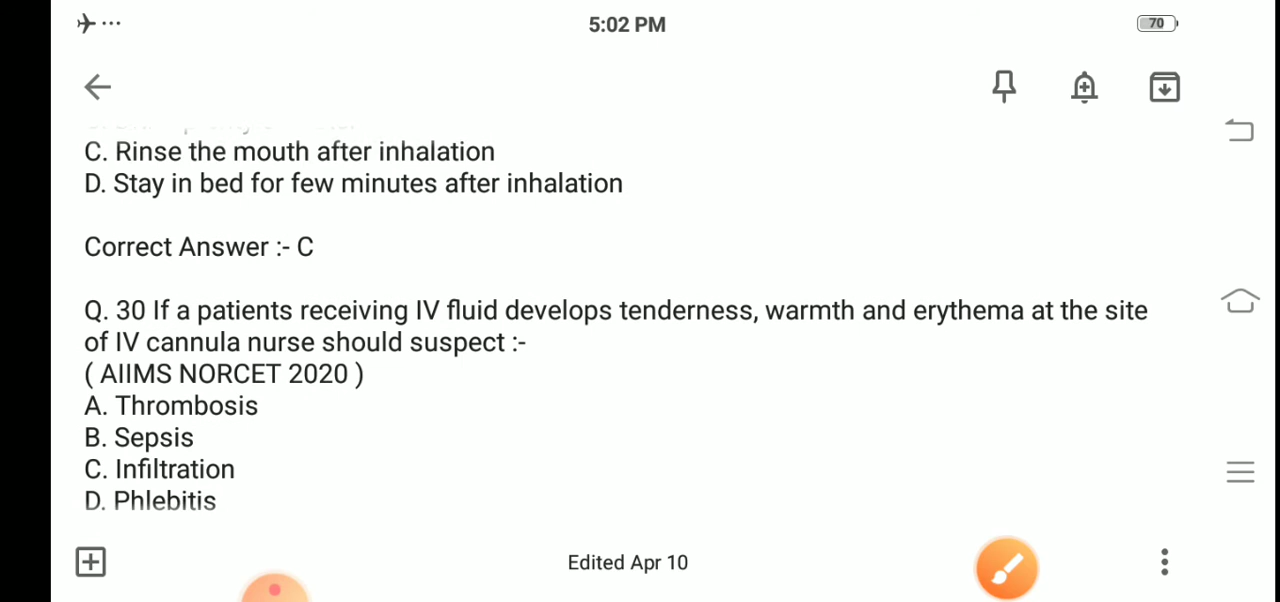 5:02 PM
70
C. Rinse the mouth after inhalation
D. Stay in bed for few minutes after inhalation
Correct Answer :- C
Q. 30 If a patients receiving IV fluid develops tenderness, warmth and erythema at the site
of IV cannula nurse should suspect :-
( AIIMS NORCET 2020 )
A. Thrombosis
B. Sepsis
C. Infiltration
D. Phlebitis
Edited Apr 10